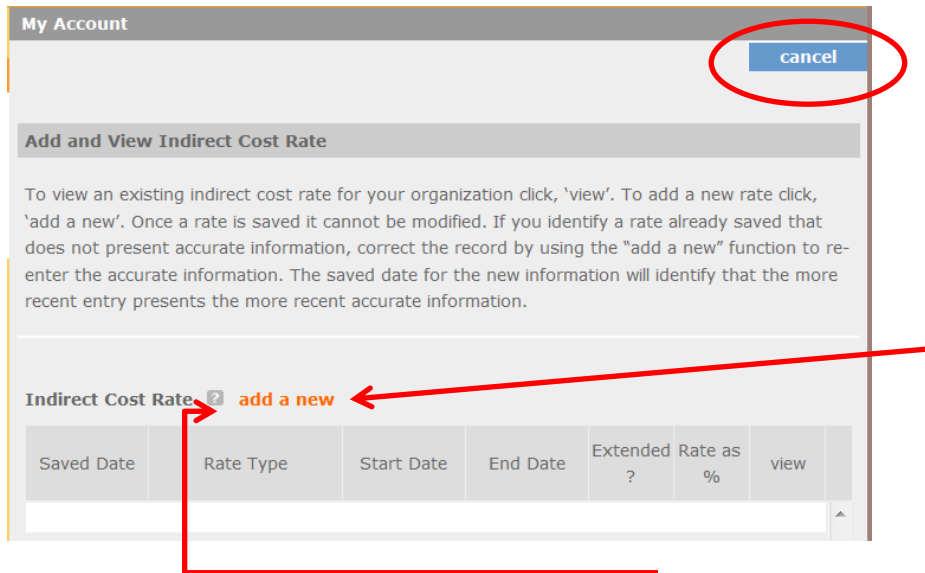 My Account
cancel
Add and View Indirect Cost Rate
To view an existing indirect cost rate for your organization click, ‘view’. To add a new rate click,
‘add a new’. Once a rate is saved it cannot be modified. If you identify a rate already saved that
does not present accurate information, correct the record by using the “add a new” function to re-
enter the accurate information. The saved date for the new information will identify that the more
recent entry presents the more recent accurate information.
Indirect Cost Rate ? add a new
Saved Date Rate Type Start Date End Date Extended ? Rate as % view